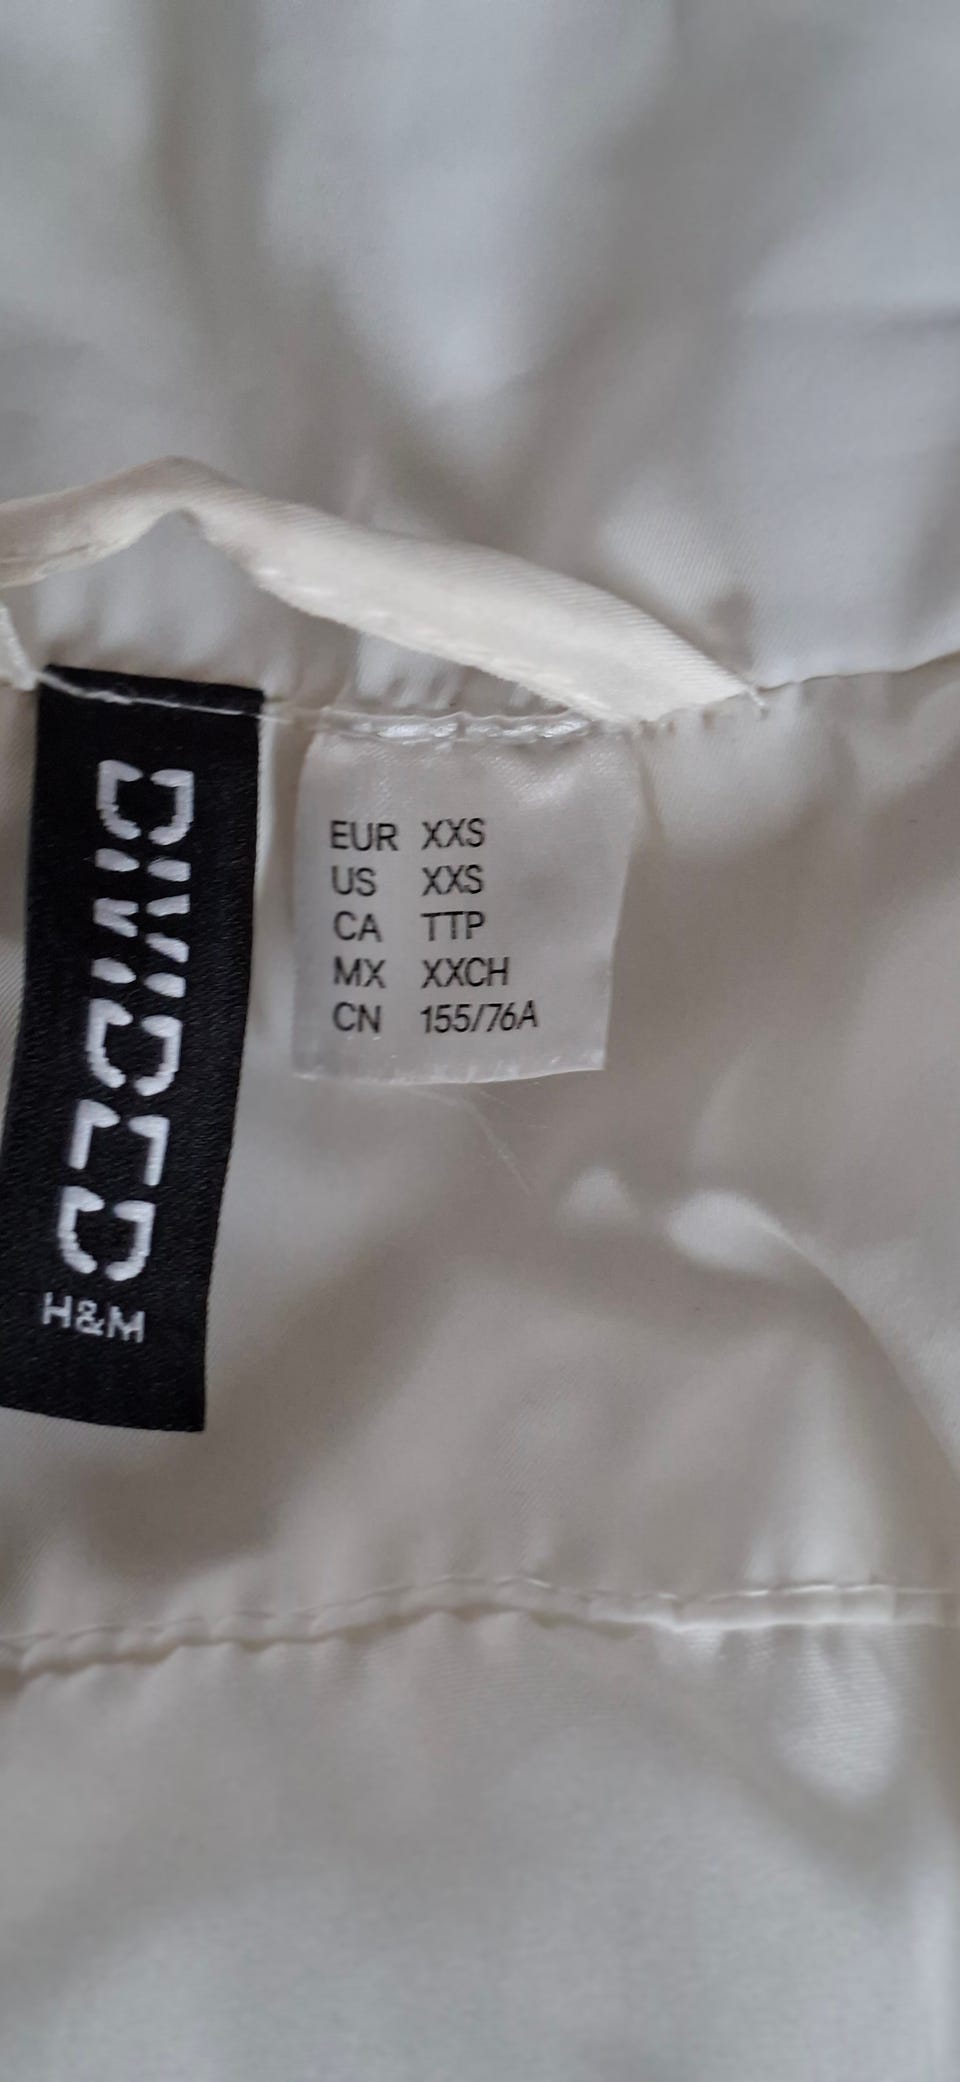 DIVIDED
H&M
EUR XXS
US XXS
CA TTP
MX XXCH
CN 155/76A